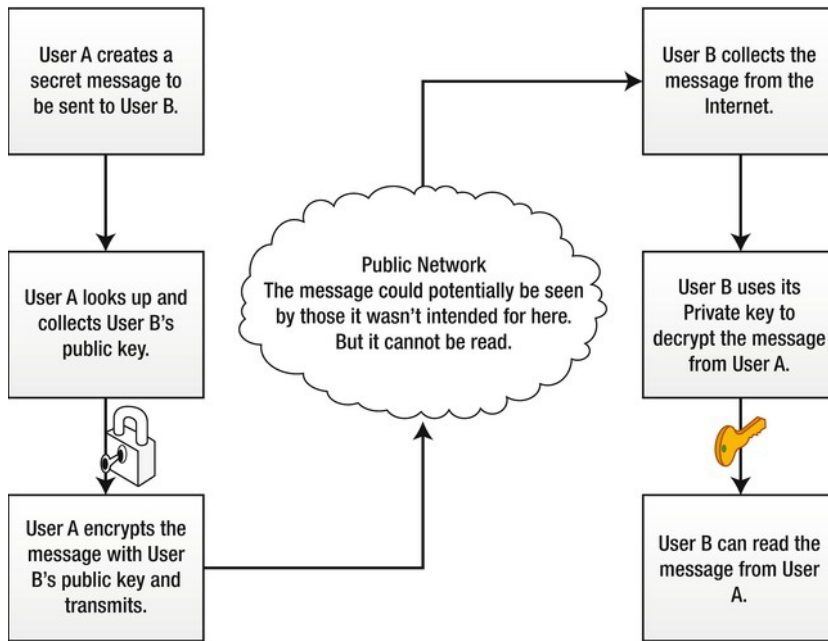 User A creates a
secret message to
be sent to User B.
User A looks up and
collects User B's
public key.
User A encrypts the
message with User
B's public key and
transmits.
Public Network
The message could potentially be seen
by those it wasn't intended for here.
But it cannot be read.
User B collects the
message from the
Internet.
User B uses its
Private key to
decrypt the message
from User A.
User B can read the
message from User
A.